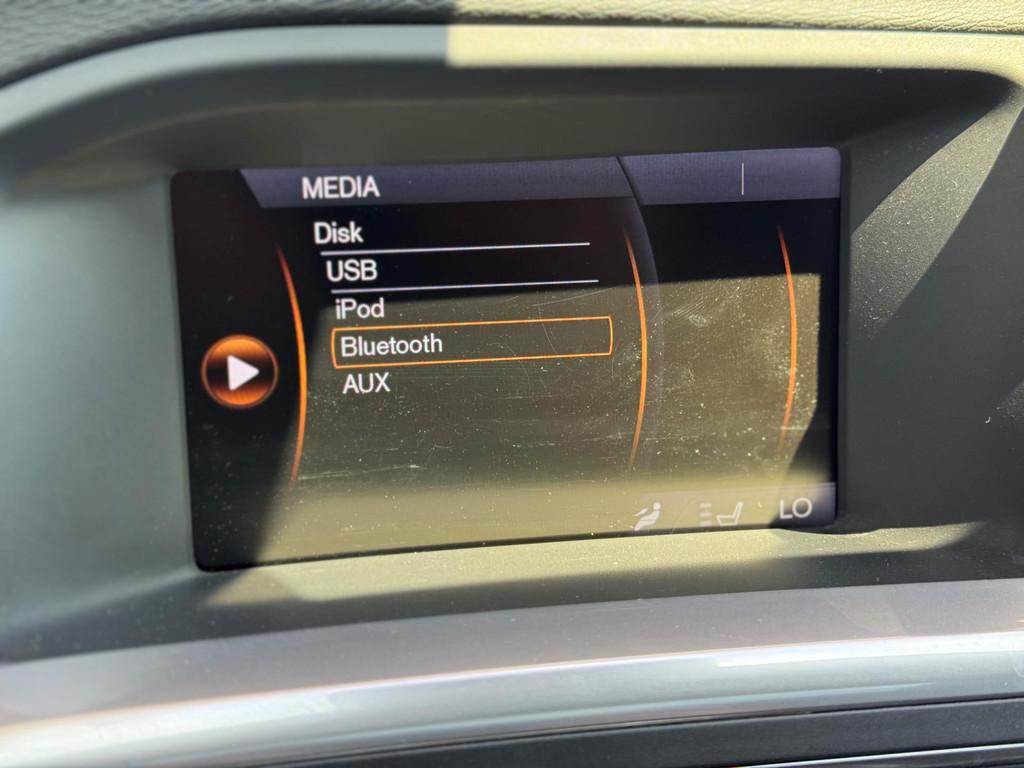 MEDIA
Disk
USB
iPod
Bluetooth
AUX
LO